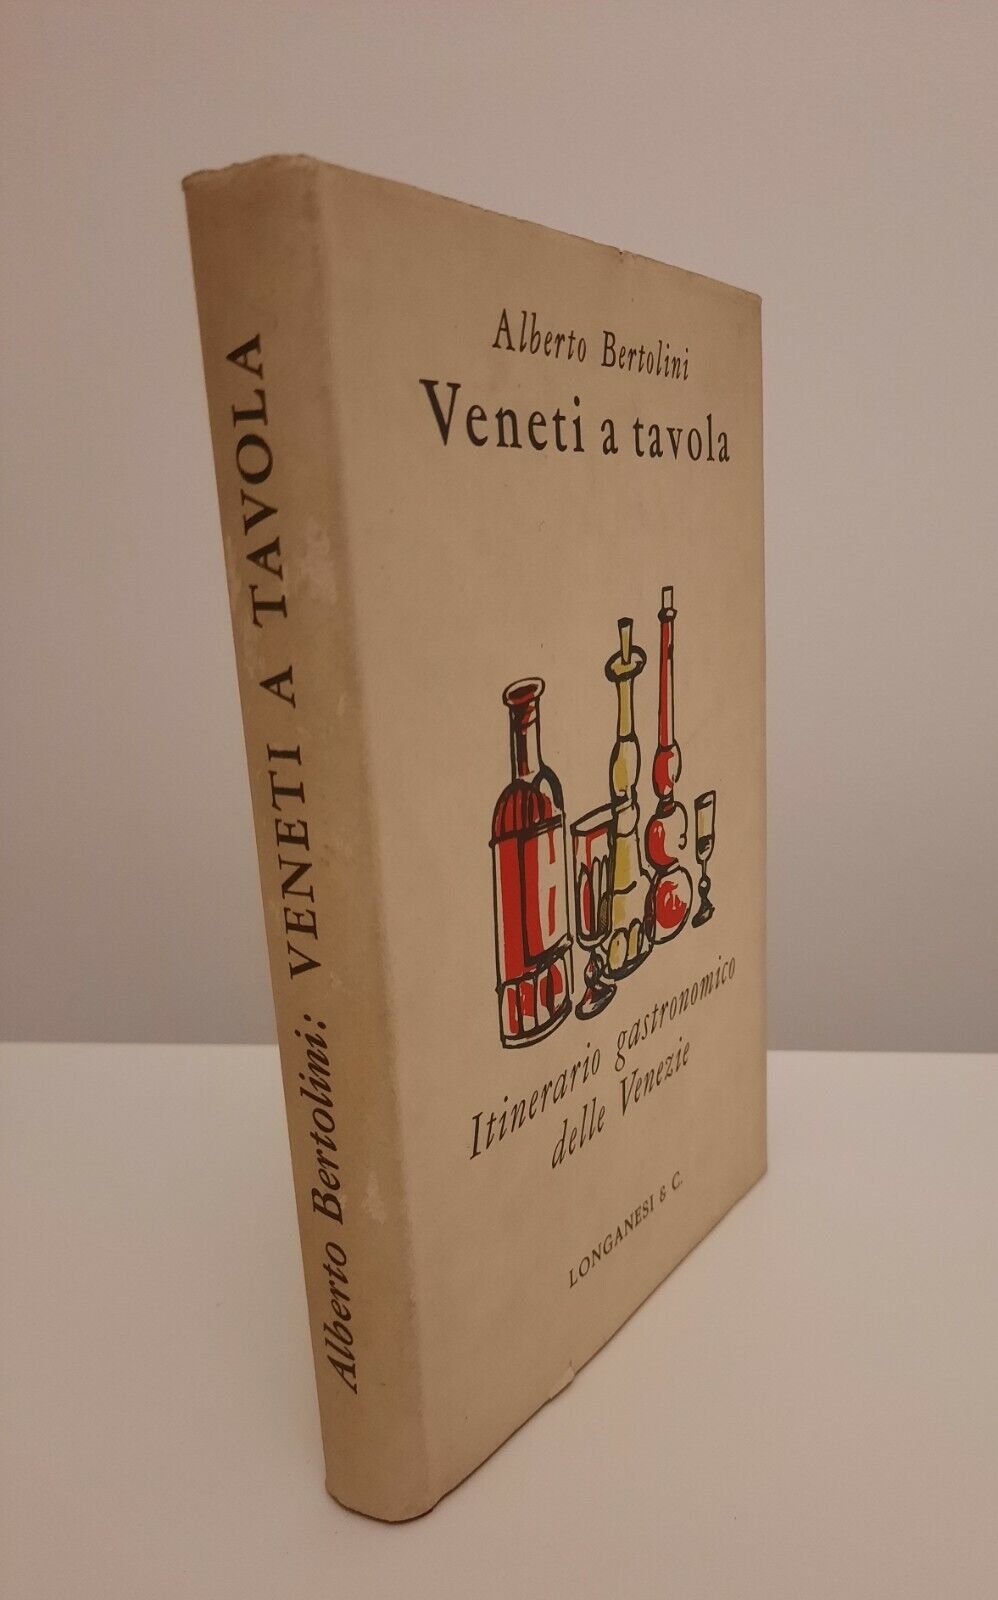 Alberto Bertolini: VENETI A TAVOLA
Alberto Bertolini
Veneti a tavola
Itinerario gastronomico
delle Venezie
LONGANESI & C.